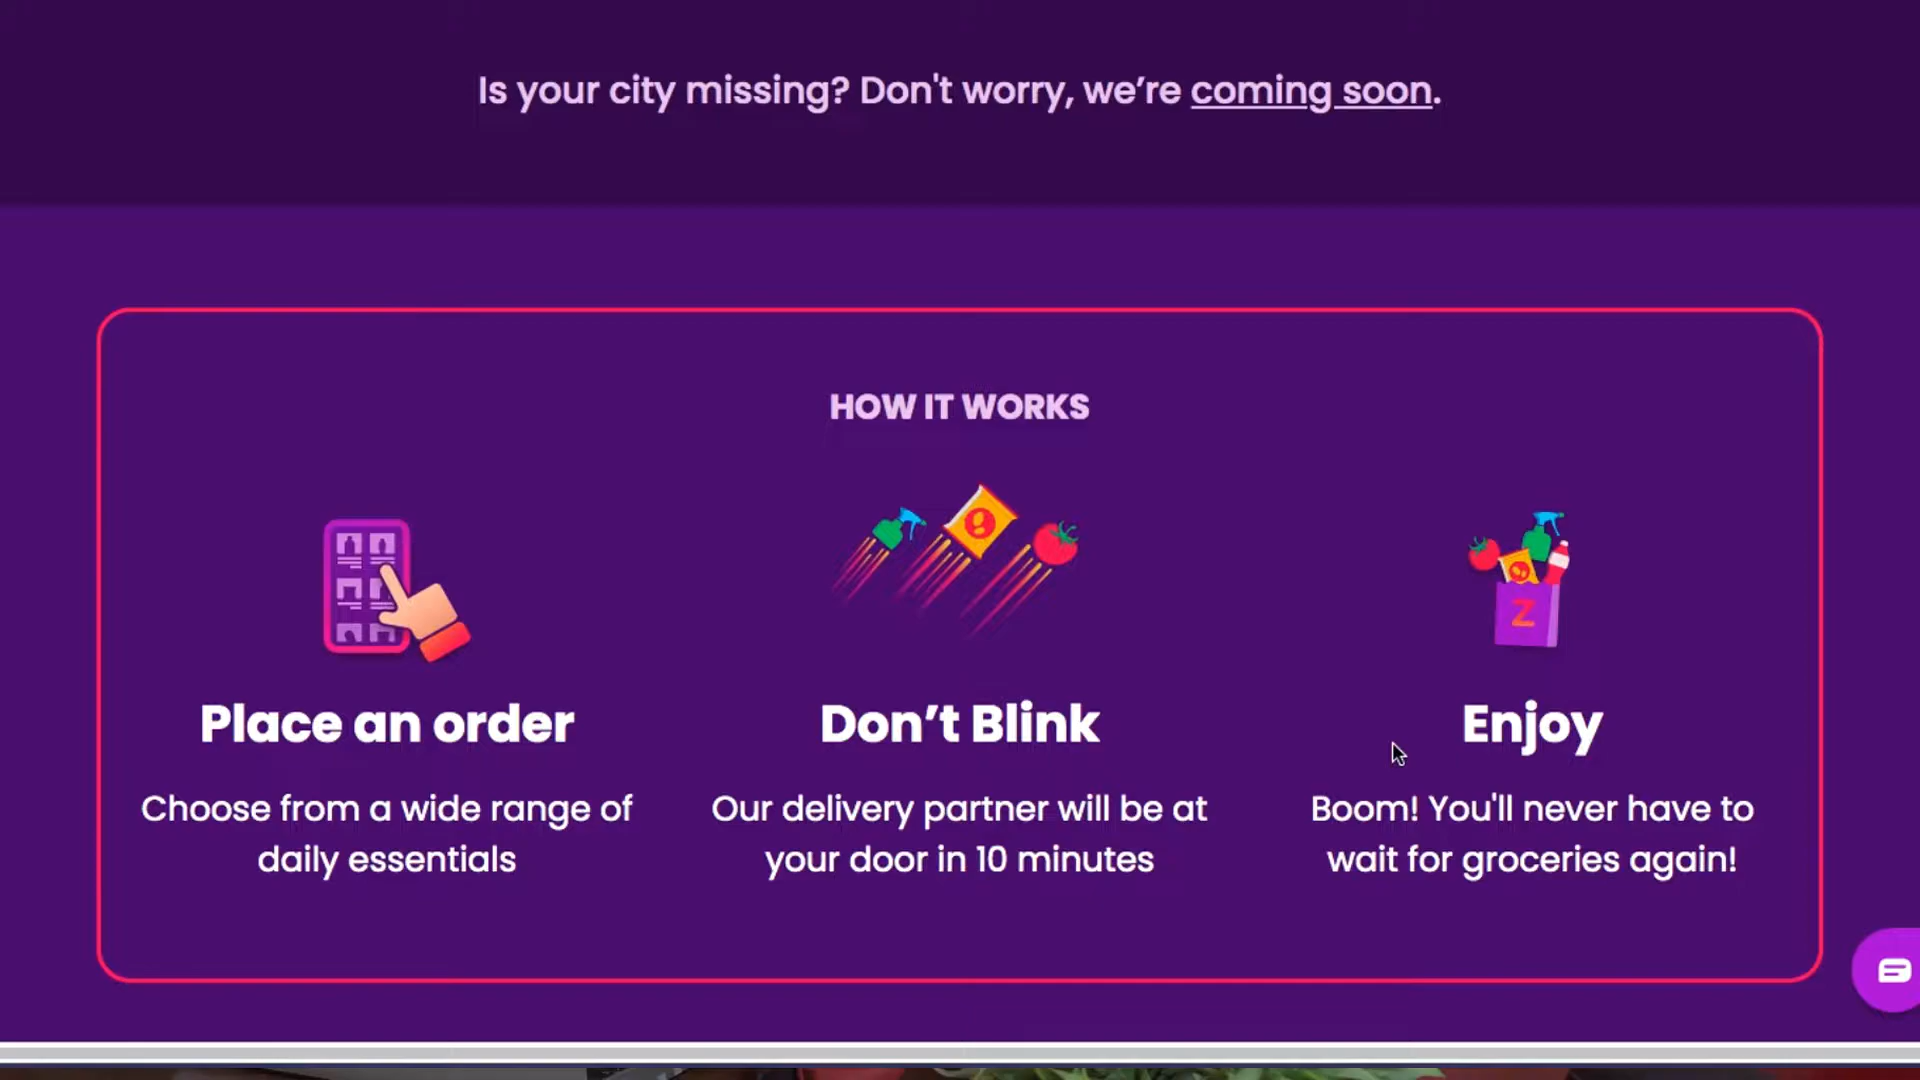 Is your city missing? Don't worry, we’re coming soon.
HOW IT WORKS
Z
Place an order
Don’t Blink
Enjoy
Choose from a wide range of
daily essentials
Our delivery partner will be at
your door in 10 minutes
Boom! You'll never have to
wait for groceries again!